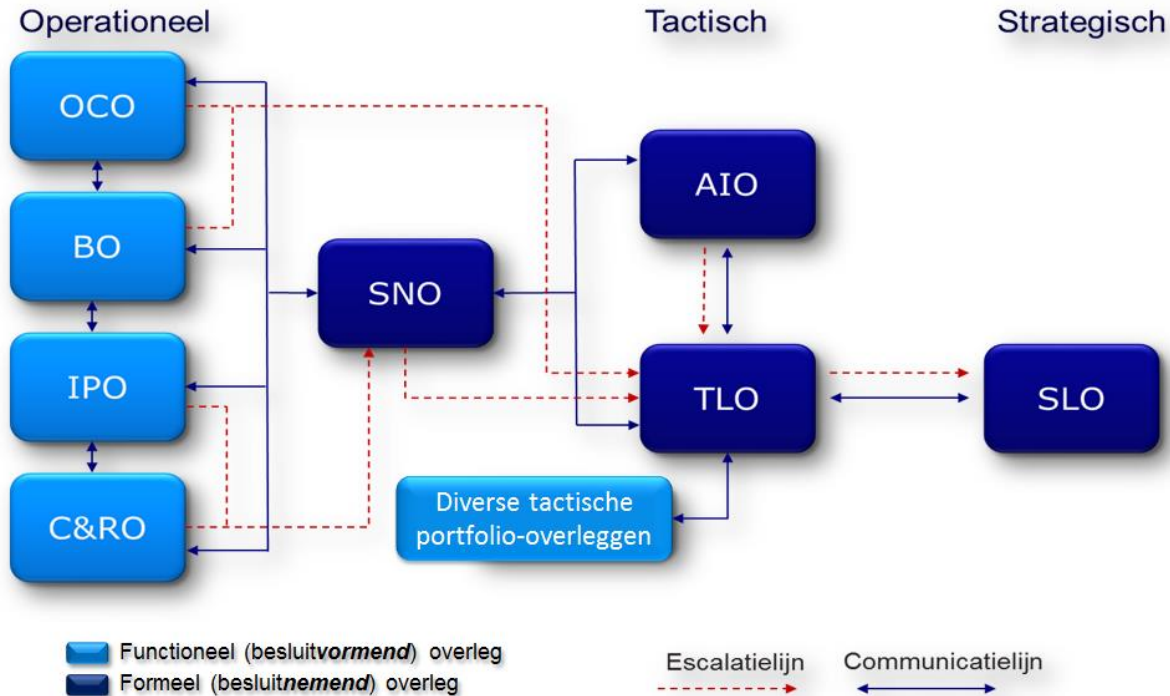 Operationeel
Tactisch
Strategisch
OCO
BO
IPO
C&RO
SNO
AIO
TLO
SLO
Diverse tactische
portfolio-overleggen
Functioneel (besluitvormend) overleg
Formeel (besluitnemend) overleg
Escalatielijn
Communicatielijn